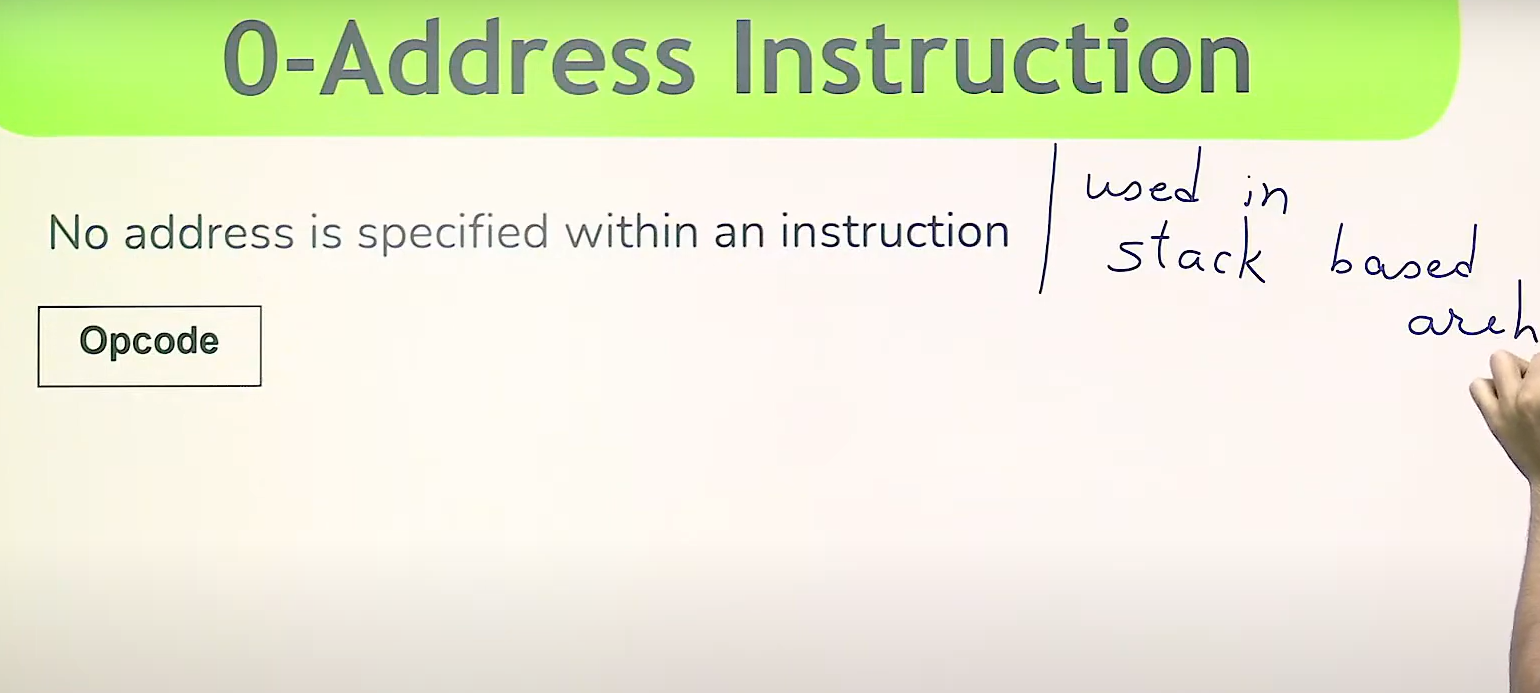 0-Address Instruction
No address is specified within an instruction
used in
stack based
arch
Opcode